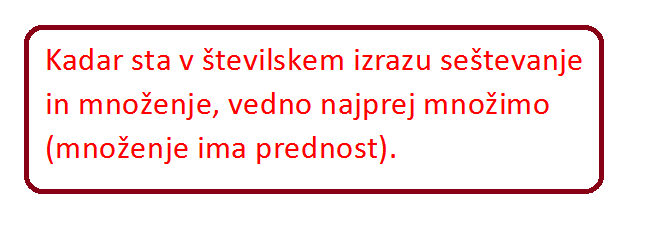 Kadar sta v številskem izrazu seštevanje
in množenje, vedno najprej množimo
(množenje ima prednost).